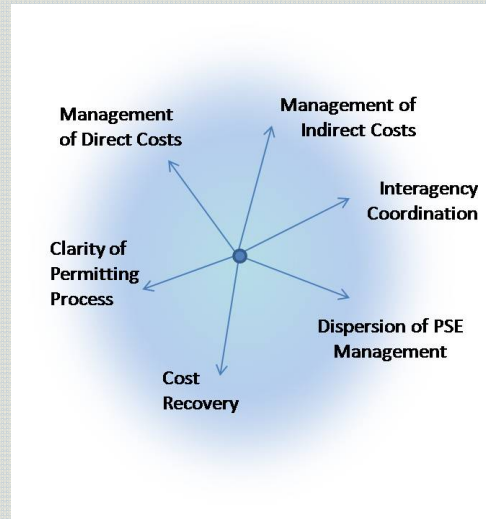 Management
of Direct Costs
Management of
Indirect Costs
Interagency
Coordination
Clarity of
Permitting
Process
Dispersion of PSE
Management
Cost
Recovery